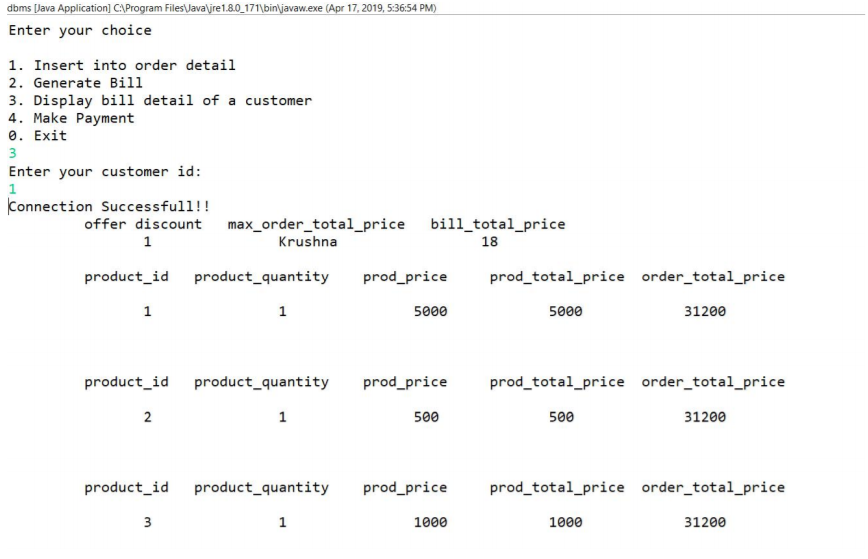 dbms [Java Application] C:\Program Files\Java\jre1.8.0_171\bin\javaw.exe (Apr 17, 2019, 5:36:54 PM)
Enter your choice
1. Insert into order detail
2. Generate Bill
3. Display bill detail of a customer
4. Make Payment
0. Exit
3
Enter your customer id:
1
Connection Successfull!!
offer discount max_order_total_price bill_total_price
1 Krushna 18
product_id product_quantity prod_price prod_total_price order_total_price
1 1 5000 5000 31200
product_id product_quantity prod_price prod_total_price order_total_price
2 1 500 500 31200
product_id product_quantity prod_price prod_total_price order_total_price
3 1 1000 1000 31200